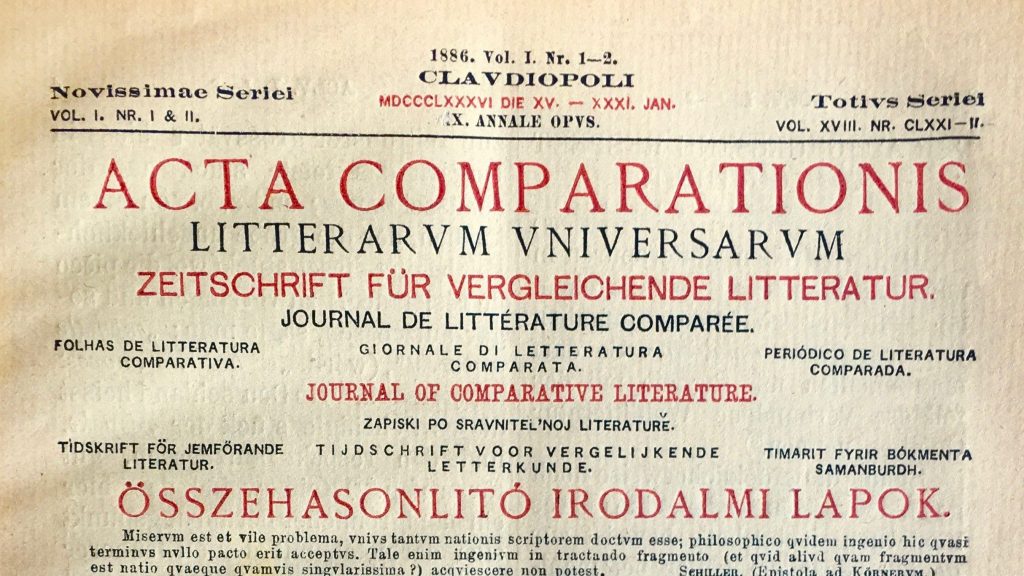 1886. Vol. I. Nr. 1—2.
CLAVDIOPOLI
Novissimae Seriei
MDCCCLXXXVI DIE XV. — XXXI. JAN.
Totivs Seriei
VOL. I. NR. I & II.
X. ANNALE OPVS.
VOL. XVIII. NR. CLXXI—II.
ACTA COMPARATIONIS
LITTERARVM VNIVERSARVM
ZEITSCHRIFT FÜR VERGLEICHENDE LITTERATUR.
JOURNAL DE LITTÉRATURE COMPARÉE.
FOLHAS DE LITTERATURA
COMPARATIVA.
GIORNALE DI LETTERATURA
COMPARATA.
PERIÓDICO DE LITERATURA
COMPARADA.
JOURNAL OF COMPARATIVE LITERATURE.
ZAPISKI PO SRAVNITEL'NOJ LITERATURĚ.
TIDSKRIFT FÖR JEMFÖRANDE
LITERATUR.
TIJDSCHRIFT VOOR VERGELIJKENDE
LETTERKUNDE.
TIMARIT FYRIR BÓKMENTA
SAMANBURDH.
ÖSSZEHASONLITÓ IRODALMI LAPOK.
Miservm est et vile problema, vnivs tantvm nationis scriptorem doctvm esse; philosophico qvidem ingenio hic qvasi
terminvs nvllo pacto erit acceptvs. Tale enim ingenivm in tractando fragmento (et qvid alivd qvam fragmentvm
est natio qvaeque qvamvis singvlarissima?) acqviescere non potest. SCHILLER. (Epistola ad KÖRNERVM.)